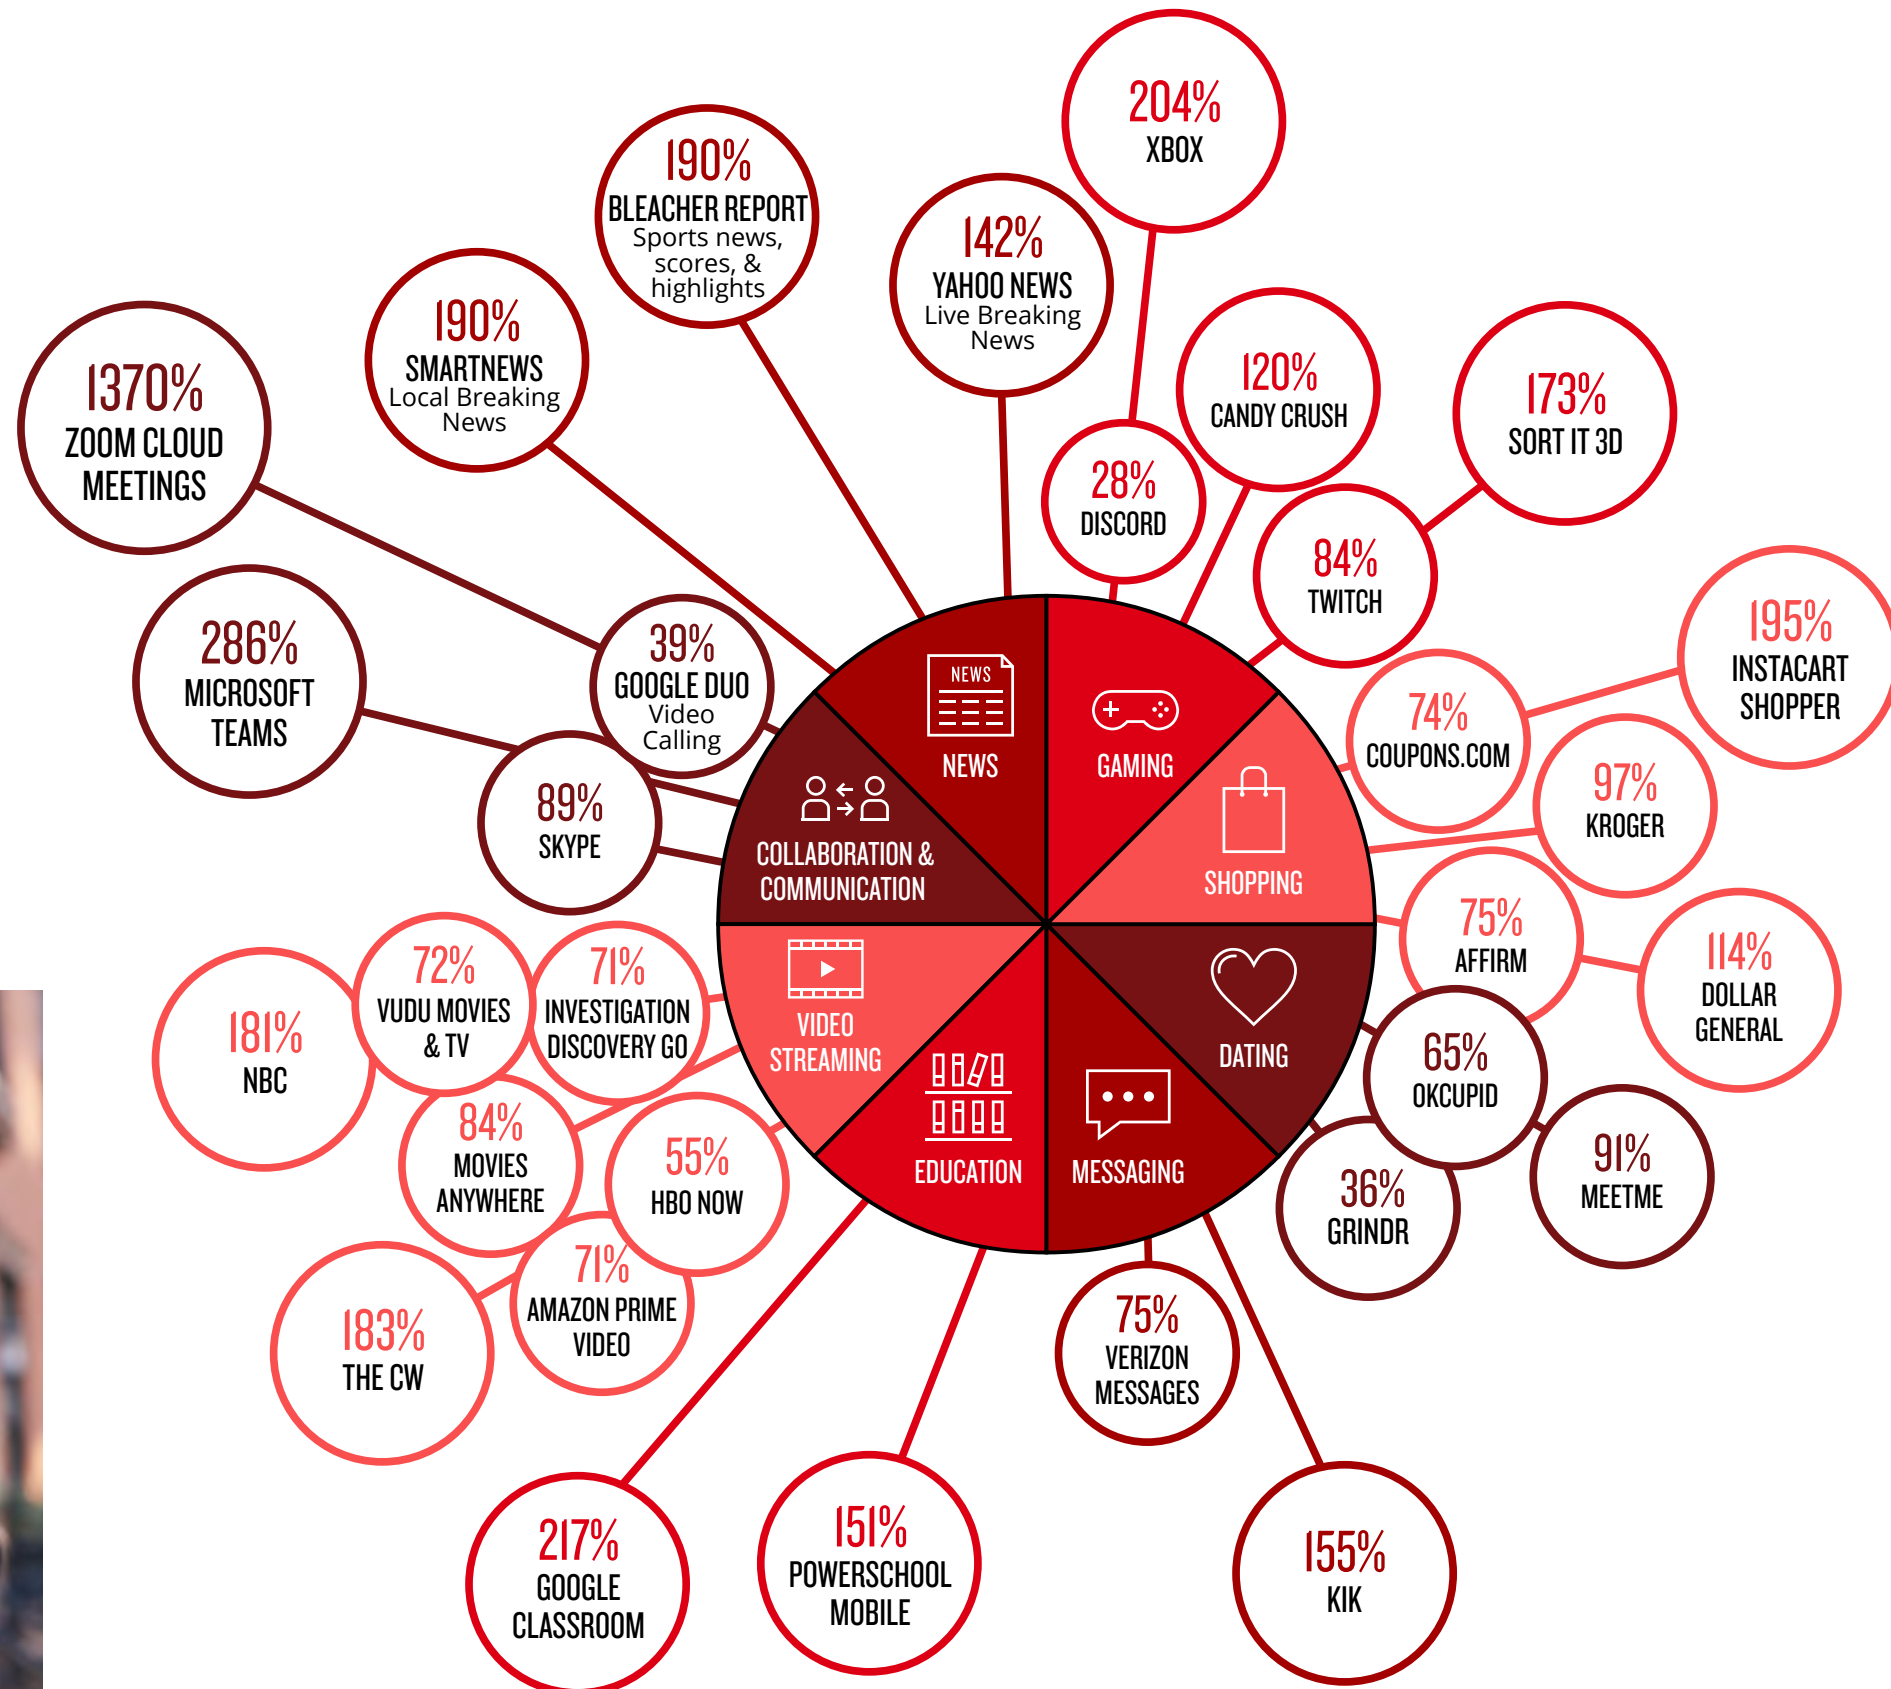 204%
XBOX
190%
BLEACHER REPORT
Sports news,
scores, &
highlights
142%
YAHOO NEWS
Live Breaking
News
190%
SMARTNEWS
Local Breaking
News
1370%
ZOOM CLOUD
MEETINGS
120%
CANDY CRUSH
173%
SORT IT 3D
28%
DISCORD
84%
TWITCH
286%
MICROSOFT
TEAMS
39%
GOOGLE DUO
Video
Calling
195%
INSTACART
SHOPPER
74%
COUPONS.COM
97%
KROGER
89%
SKYPE
NEWS
NEWS
GAMING
COLLABORATION &
COMMUNICATION
SHOPPING
VIDEO
STREAMING
DATING
EDUCATION
MESSAGING
75%
AFFIRM
114%
DOLLAR
GENERAL
72%
VUDU MOVIES
& TV
71%
INVESTIGATION
DISCOVERY GO
181%
NBC
65%
OKCUPID
91%
MEETME
36%
GRINDR
84%
MOVIES
ANYWHERE
55%
HBO NOW
71%
AMAZON PRIME
VIDEO
183%
THE CW
75%
VERIZON
MESSAGES
217%
GOOGLE
CLASSROOM
151%
POWERSCHOOL
MOBILE
155%
KIK